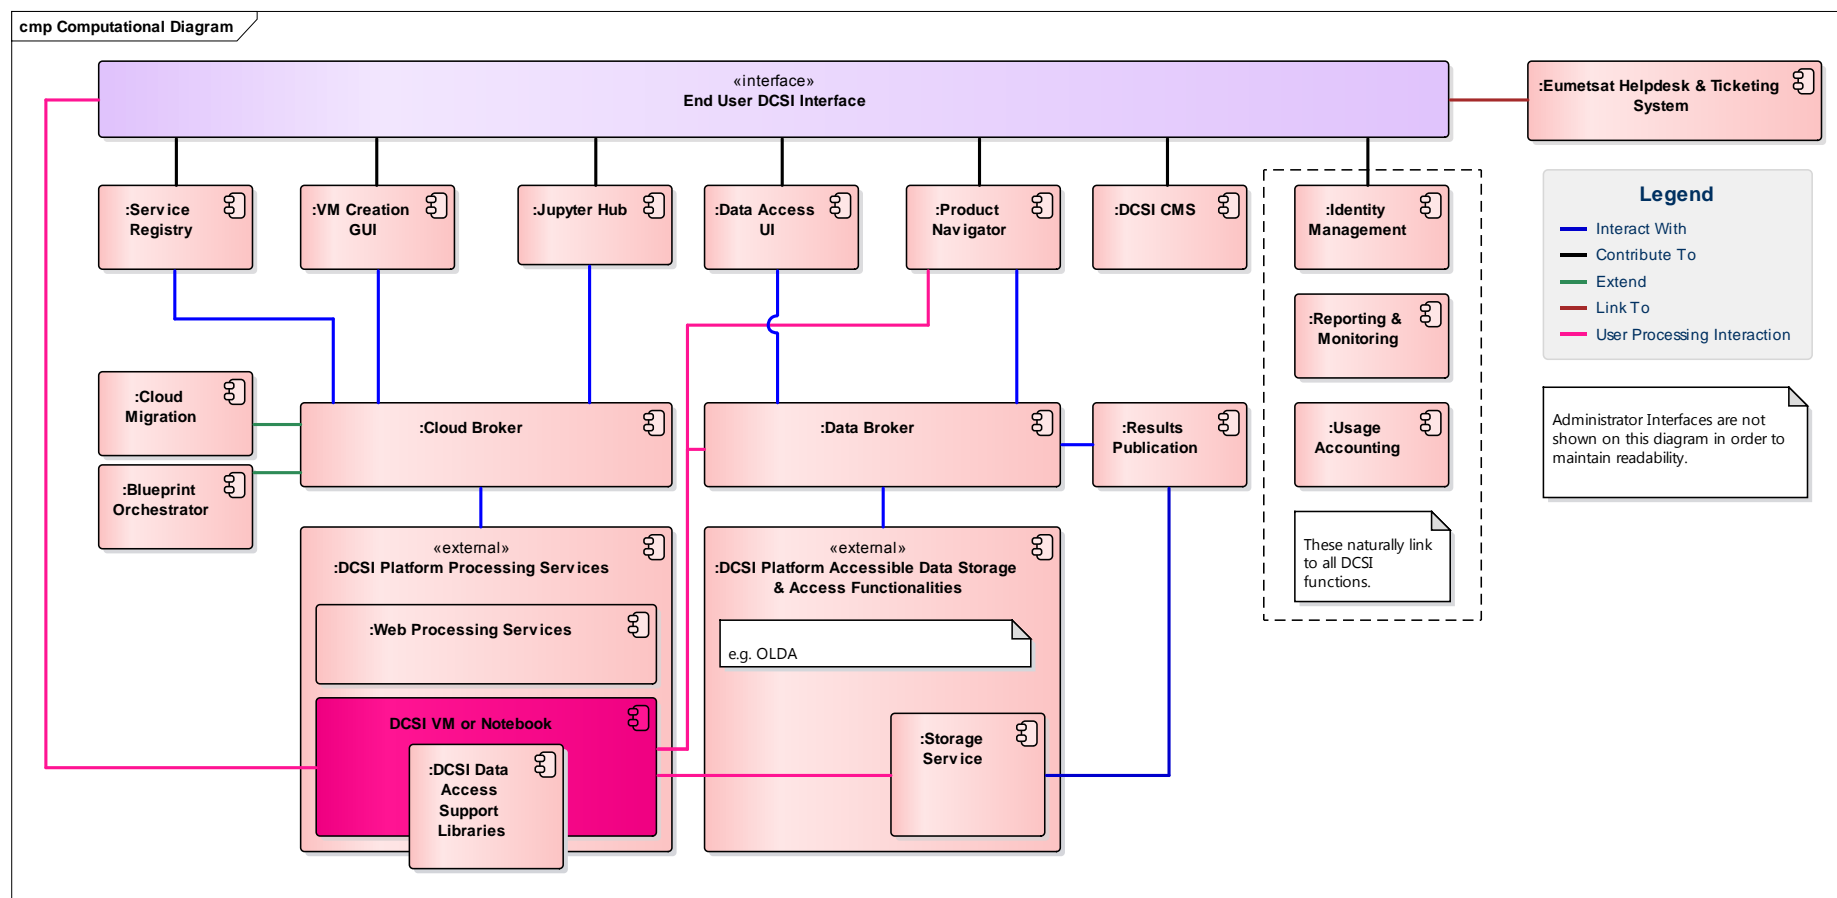 cmp Computational Diagram
«interface»
End User DCSI Interface
:Eumetsat Helpdesk & Ticketing
System
:Service
Registry
:VM Creation
GUI
:Jupyter Hub
:Data Access
UI
:Product
Navigator
:DCSI CMS
:Identity
Management
Legend
Interact With
Contribute To
Extend
Link To
User Processing Interaction
:Reporting &
Monitoring
:Cloud
Migration
:Cloud Broker
:Data Broker
:Results
Publication
:Usage
Accounting
Administrator Interfaces are not
shown on this diagram in order to
maintain readability.
:Blueprint
Orchestrator
«external»
:DCSI Platform Processing Services
«external»
:DCSI Platform Accessible Data Storage
& Access Functionalities
These naturally link
to all DCSI
functions.
:Web Processing Services
e.g. OLDA
DCSI VM or Notebook
:DCSI Data
Access
Support
Libraries
:Storage
Service